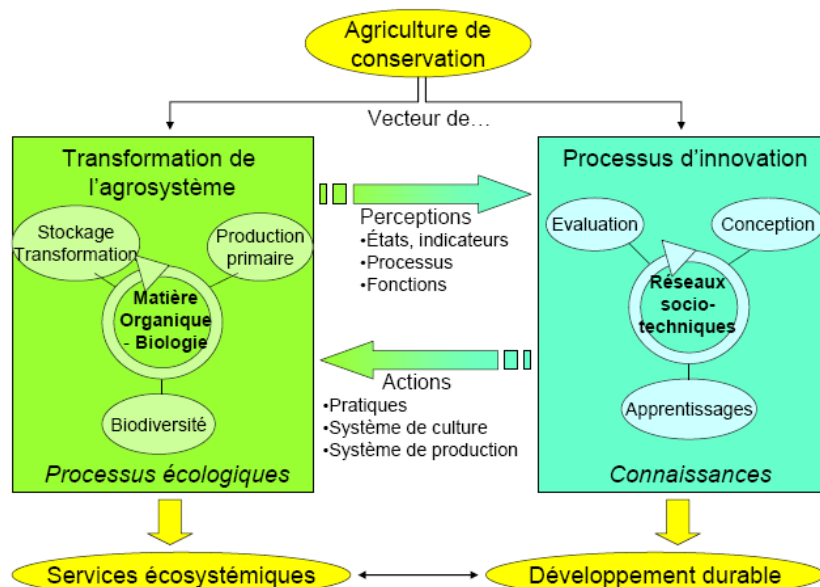 Agriculture de
conservation
Vecteur de…
Transformation de
l'agrosystème
Stockage
Transformation
Production
primaire
Matière
Organique
- Biologie
Biodiversité
Processus écologiques
Perceptions
•États, indicateurs
•Processus
•Fonctions
Actions
•Pratiques
•Système de culture
•Système de production
Processus d'innovation
Evaluation
Conception
Réseaux
socio-
techniques
Apprentissages
Connaissances
Services écosystémiques
Développement durable